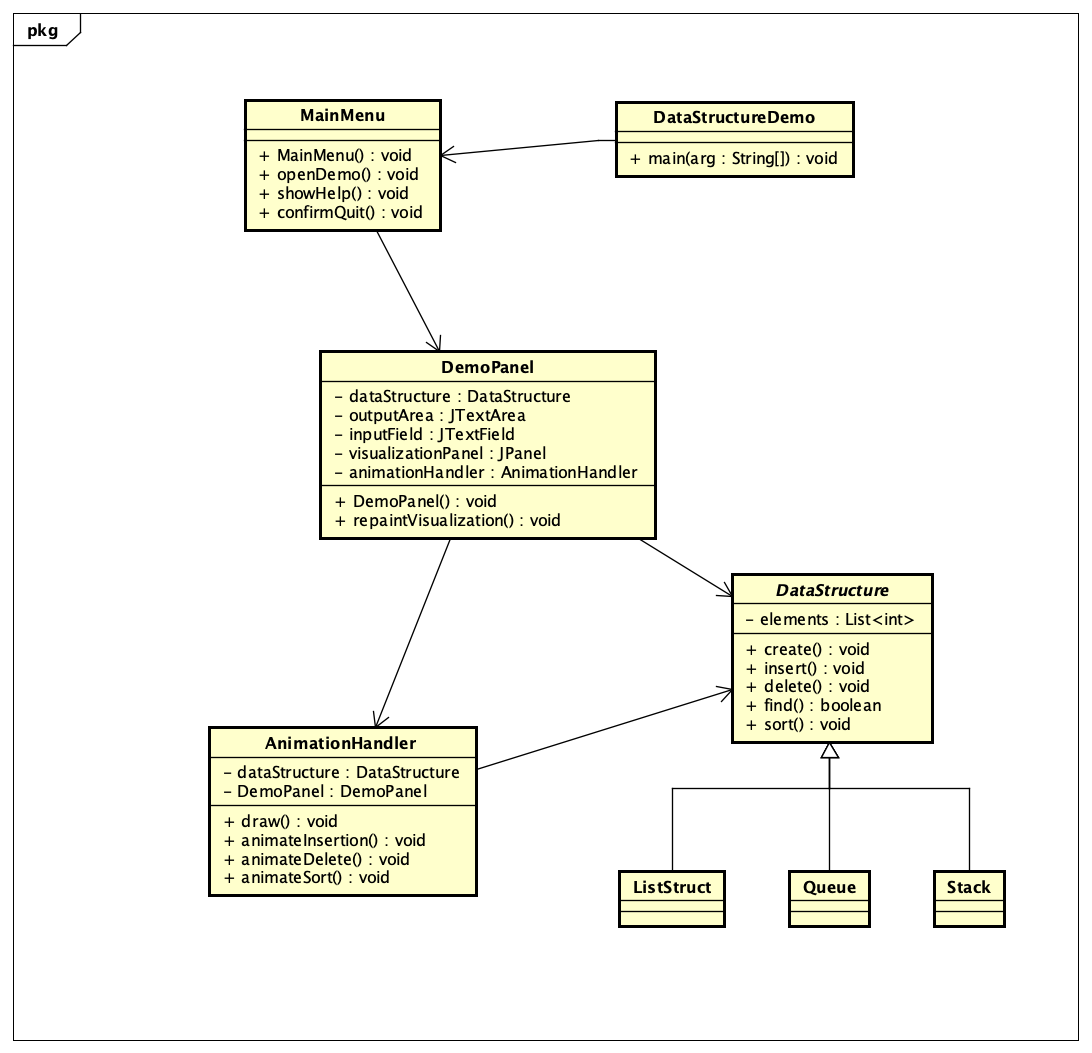 pkg
MainMenu
+ MainMenu() : void
+ openDemo() : void
+ showHelp() : void
+ confirmQuit() : void
DataStructureDemo
+ main(arg : String[]) : void
DemoPanel
- dataStructure : DataStructure
- outputArea : JTextArea
- inputField : JTextField
- visualizationPanel : JPanel
- animationHandler : AnimationHandler
+ DemoPanel() : void
+ repaintVisualization() : void
DataStructure
- elements : List<int>
+ create() : void
+ insert() : void
+ delete() : void
+ find() : boolean
+ sort() : void
AnimationHandler
- dataStructure : DataStructure
- DemoPanel : DemoPanel
+ draw() : void
+ animateInsertion() : void
+ animateDelete() : void
+ animateSort() : void
ListStruct
Queue
Stack